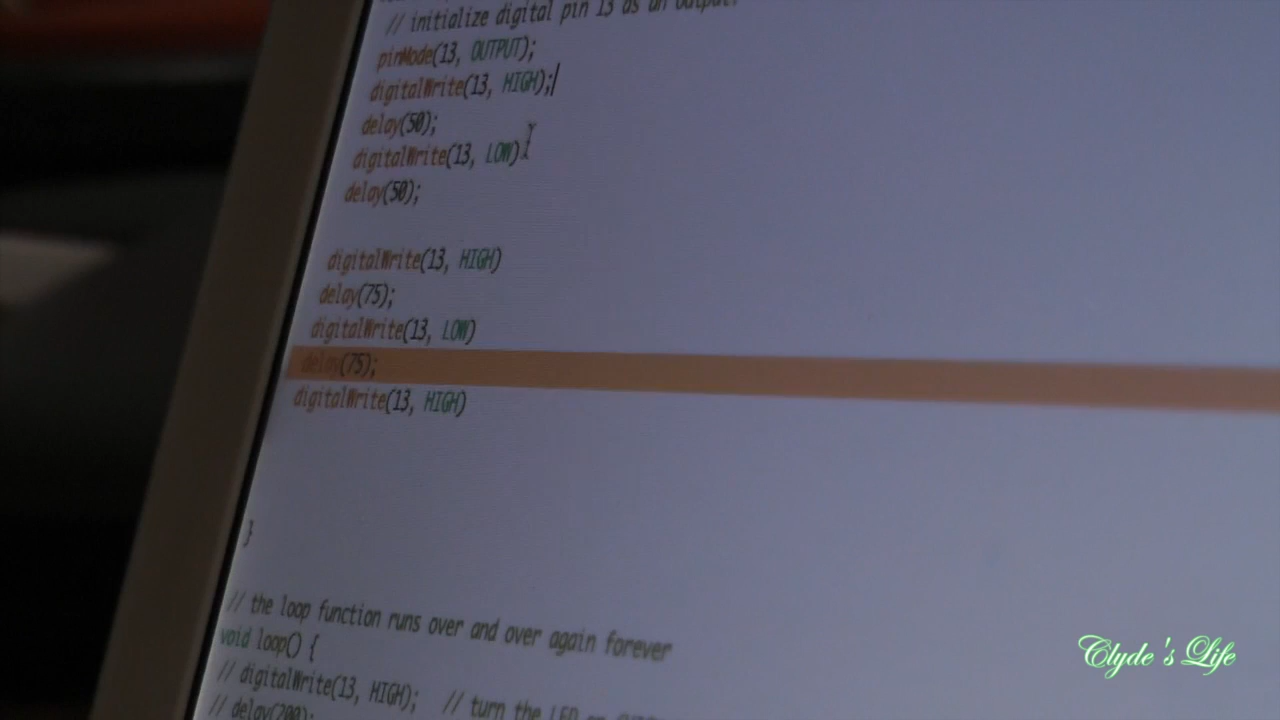 // initialize digital pin 13 as an output.
pinMode(13, OUTPUT);
digitalWrite(13, HIGH);
delay(50);
digitalWrite(13, LOW)
delay(50);
digitalWrite(13, HIGH)
delay(75);
digitalWrite(13, LOW)
delay(75);
digitalWrite(13, HIGH)
}
// the loop function runs over and over again forever
void loop() {
// digitalWrite(13, HIGH); // turn the LED on
// delay(200);
Clyde's Life